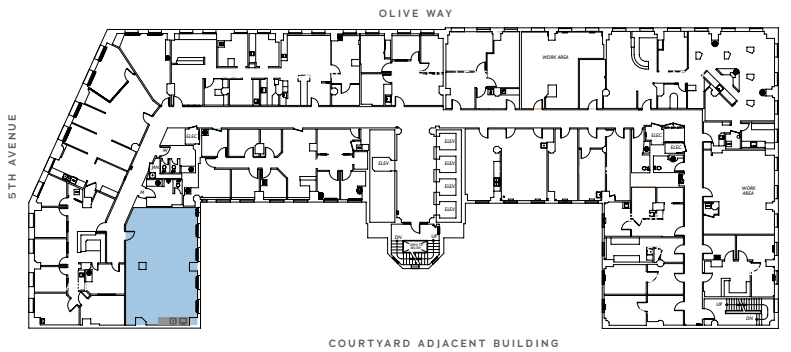 OLIVE WAY
WORK AREA
5TH AVENUE
ELEC
ELEC
ELEC
ELEV
ELEV
ELEV
ELEV
ELEV
M
M
WORK
AREA
DN
UP
UP
DN
COURTYARD ADJACENT BUILDING